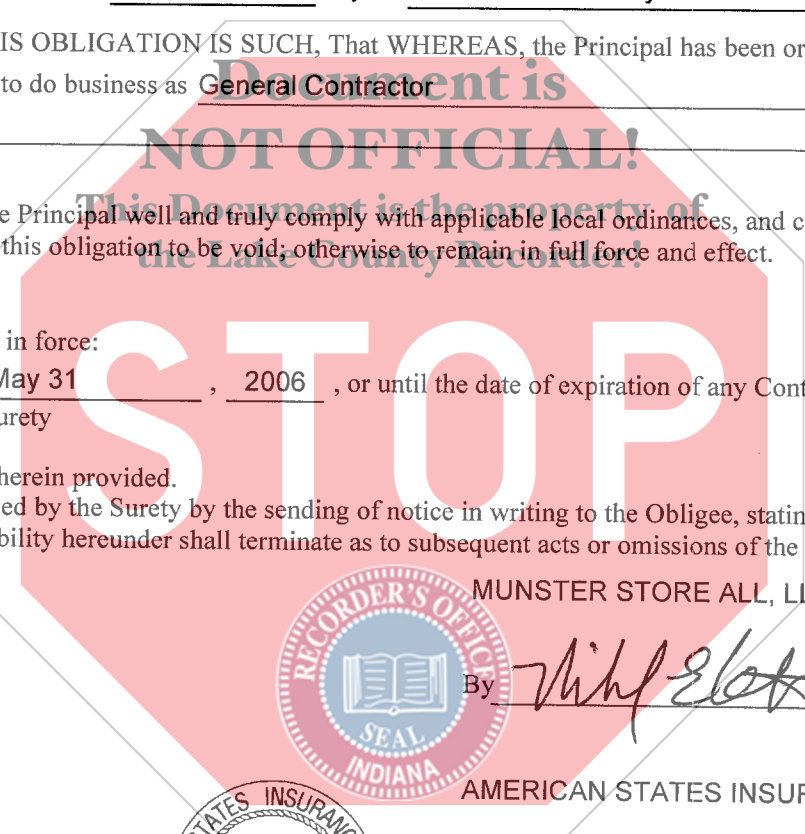 IS OBLIGATION IS SUCH, That WHEREAS, the Principal has been or
to do business as General Contractor
Document is
NOT OFFICIAL!
This Document is the property of
the Lake County Recorder!
e Principal well and truly comply with applicable local ordinances, and c
this obligation to be void; otherwise to remain in full force and effect.
in force:
May 31 , 2006 , or until the date of expiration of any Cont
urety
STOP
herein provided.
ed by the Surety by the sending of notice in writing to the Obligee, statin
bility hereunder shall terminate as to subsequent acts or omissions of the
MUNSTER STORE ALL, LL
RECORDER'S OFFICE
SEAL
INDIANA
By
AMERICAN STATES INSUR
TATES INSURANC